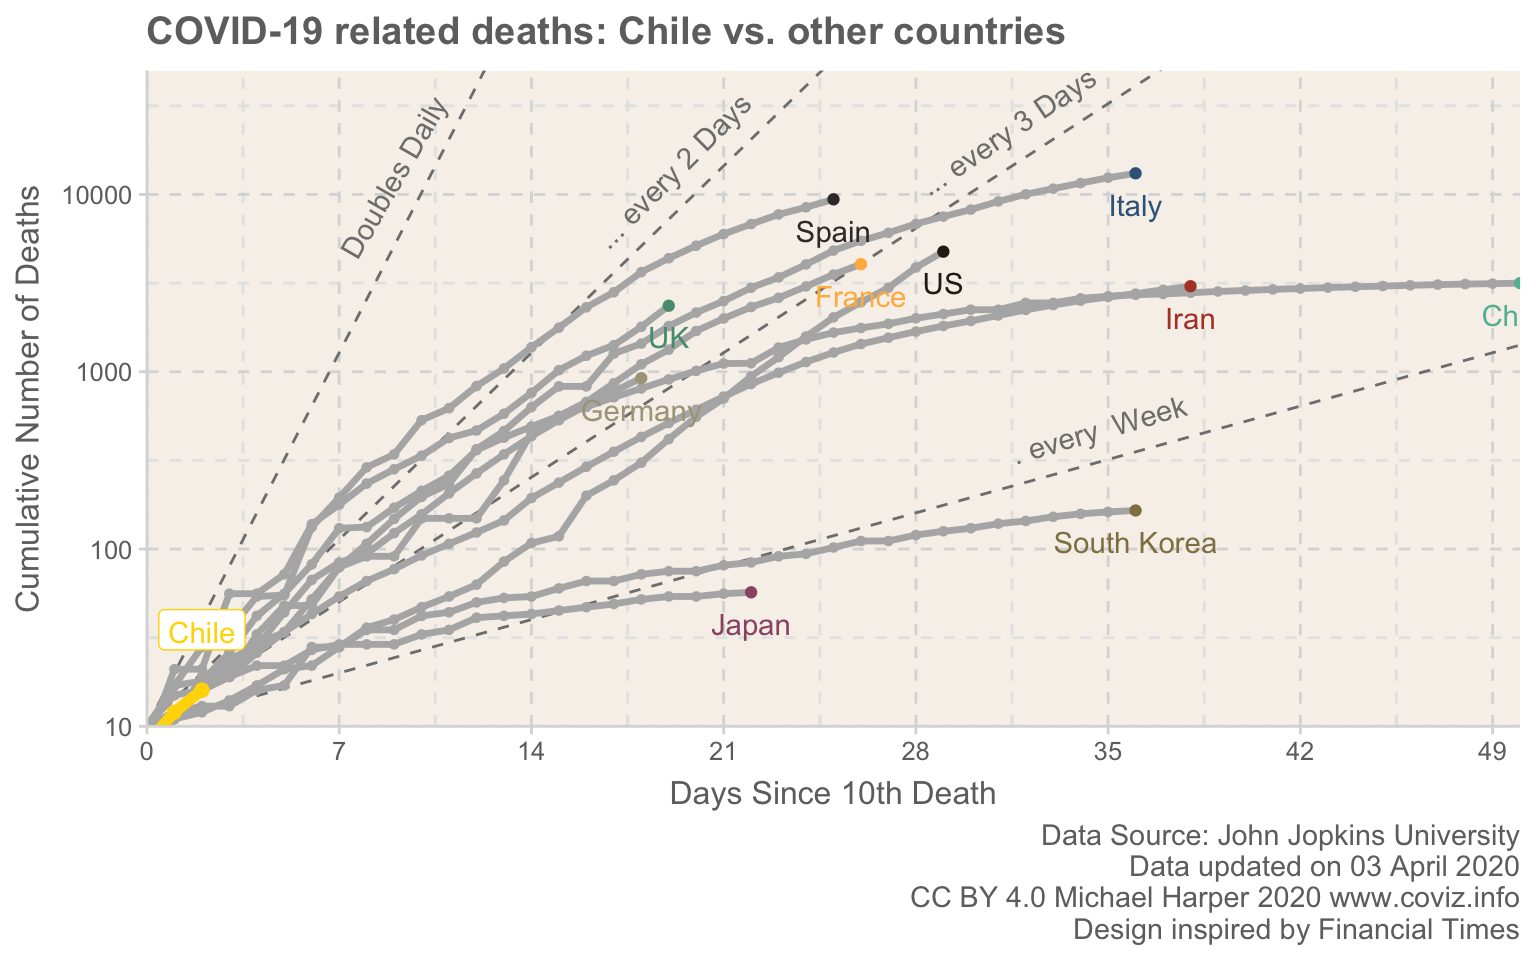 COVID-19 related deaths: Chile vs. other countries
Cumulative Number of Deaths
10000
1000
100
10
Doubles Daily
... every 2 Days
... every 3 Days
. every Week
Italy
Spain
US
France
Iran
Ch
UK
Germany
South Korea
Japan
Chile
0 7 14 21 28 35 42 49
Days Since 10th Death
Data Source: John Jopkins University
Data updated on 03 April 2020
CC BY 4.0 Michael Harper 2020 www.coviz.info
Design inspired by Financial Times